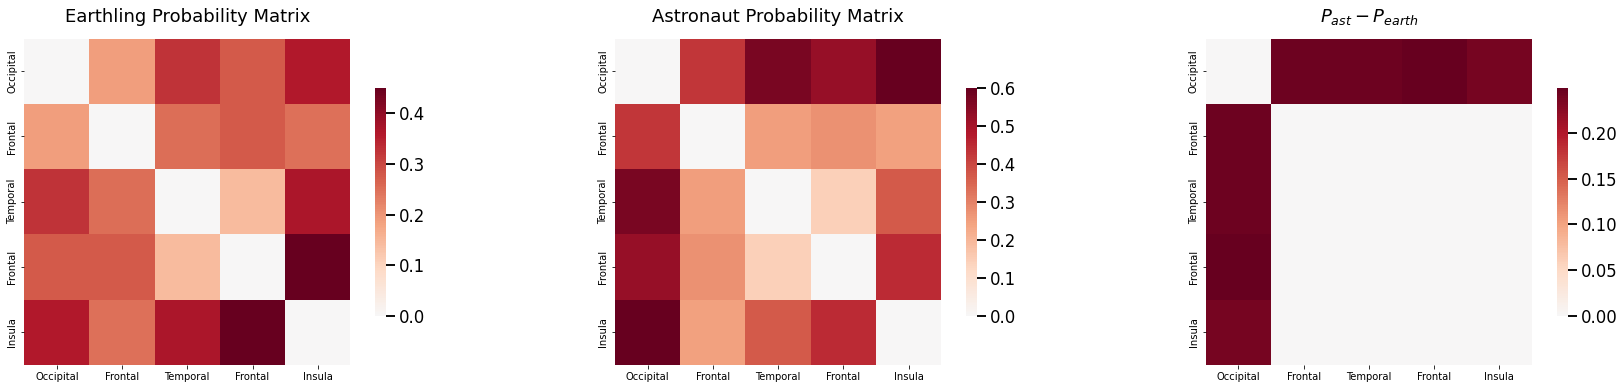 Earthling Probability Matrix
Occipital
Frontal
Temporal
Frontal
Insula
Occipital Frontal Temporal Frontal Insula
0.4
0.3
0.2
0.1
0.0
Astronaut Probability Matrix
Occipital
Frontal
Temporal
Frontal
Insula
Occipital Frontal Temporal Frontal Insula
0.6
0.5
0.4
0.3
0.2
0.1
0.0
P_ast − P_earth
Occipital
Frontal
Temporal
Frontal
Insula
Occipital Frontal Temporal Frontal Insula
0.20
0.15
0.10
0.05
0.00